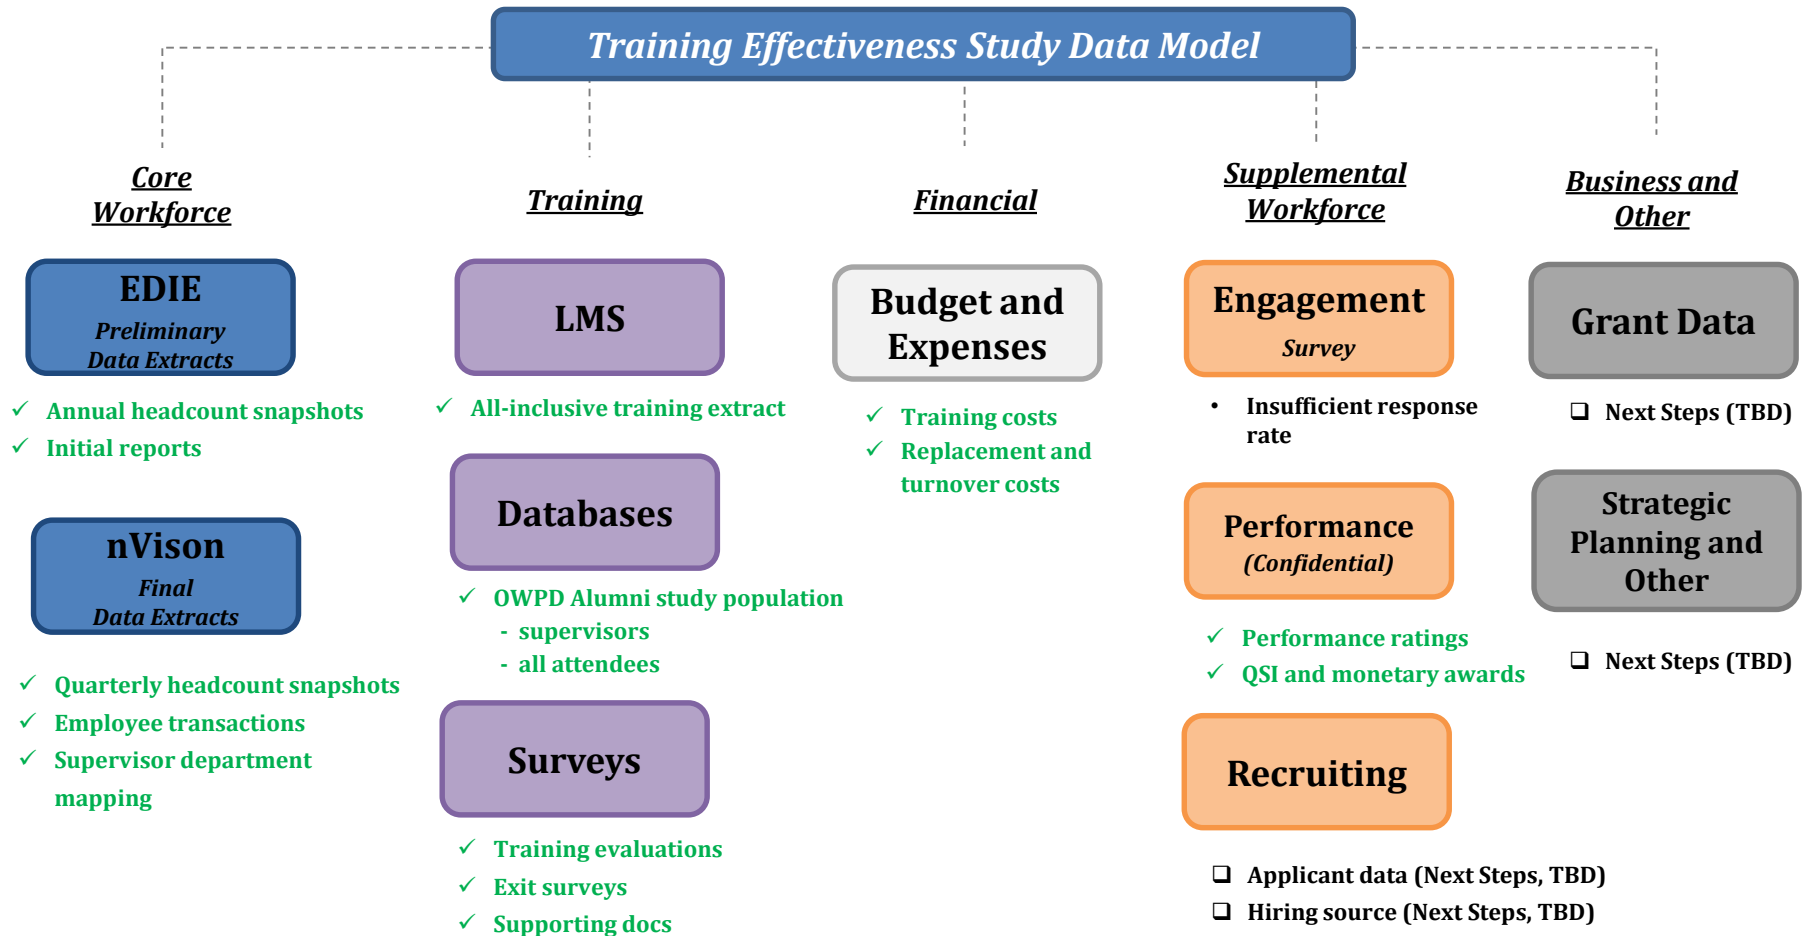 Training Effectiveness Study Data Model
Core
Workforce
EDIE
Preliminary
Data Extracts
✓ Annual headcount snapshots
✓ Initial reports
nVison
Final
Data Extracts
✓ Quarterly headcount snapshots
✓ Employee transactions
✓ Supervisor department
mapping
Training
LMS
✓ All-inclusive training extract
Databases
✓ OWPD Alumni study population
- supervisors
- all attendees
Surveys
✓ Training evaluations
✓ Exit surveys
✓ Supporting docs
Financial
Budget and
Expenses
✓ Training costs
✓ Replacement and
turnover costs
Supplemental
Workforce
Engagement
Survey
• Insufficient response
rate
Performance
(Confidential)
✓ Performance ratings
✓ QSI and monetary awards
Recruiting
❑ Applicant data (Next Steps, TBD)
❑ Hiring source (Next Steps, TBD)
Business and
Other
Grant Data
❑ Next Steps (TBD)
Strategic
Planning and
Other
❑ Next Steps (TBD)